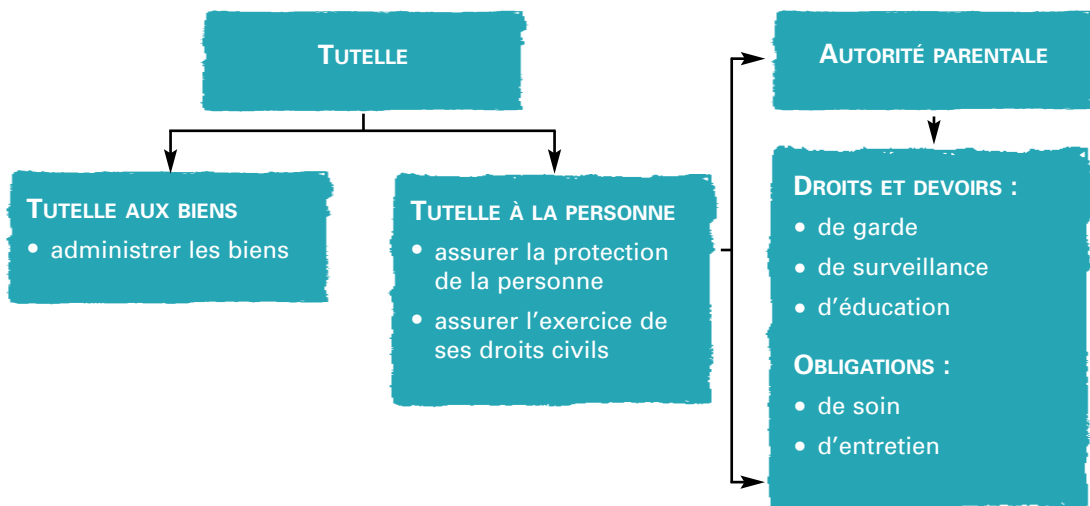 TUTELLE
TUTELLE AUX BIENS
• administrer les biens
TUTELLE À LA PERSONNE
• assurer la protection
de la personne
• assurer l'exercice de
ses droits civils
AUTORITÉ PARENTALE
DROITS ET DEVOIRS :
• de garde
• de surveillance
• d'éducation
OBLIGATIONS :
• de soin
• d'entretien